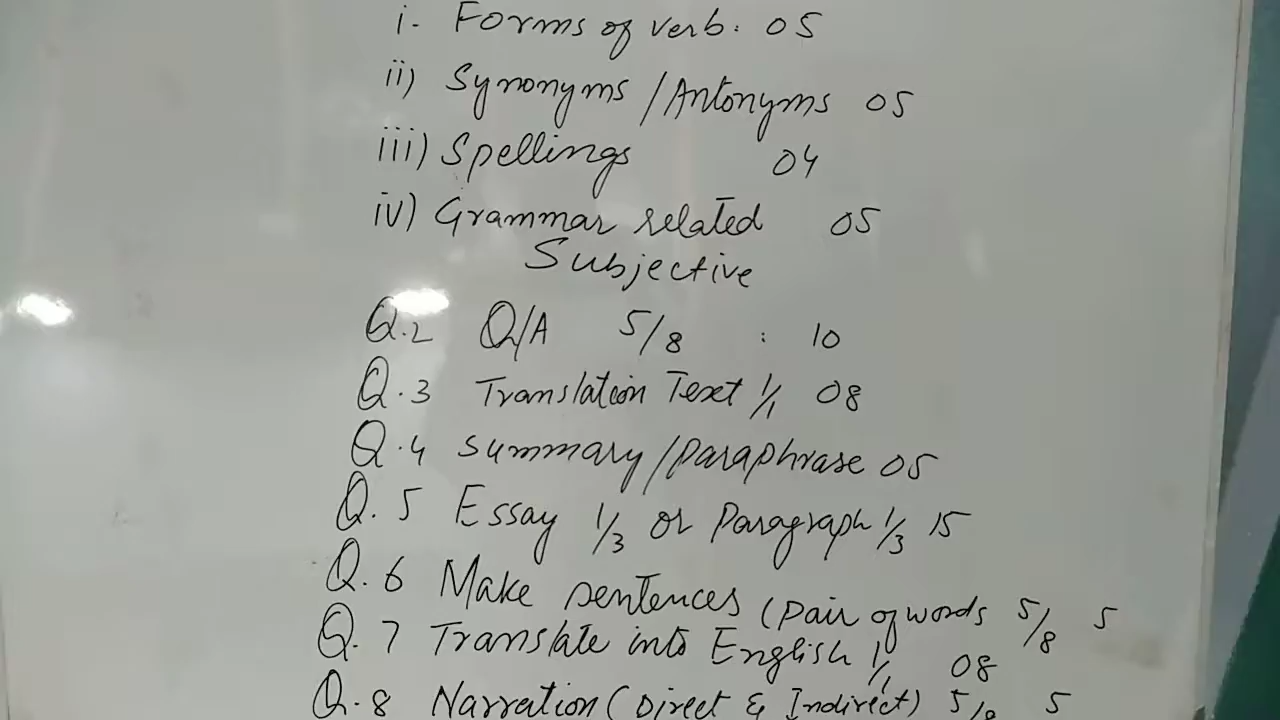 i. Forms of verb. 05
ii) Synonyms /Antonyms 05
iii) Spellings 04
iv) Grammar related 05
Subjective
Q.2 Q/A 5/8 : 10
Q.3 Translation Text 1/1 08
Q.4 Summary/Paraphrase 05
Q.5 Essay 1/3 or Paragraph 1/3 15
Q.6 Make sentences (pair of words 5/8 5
Q.7 Translate into English 1/1 08
Q.8 Narration (Direct & Indirect) 5/8 5